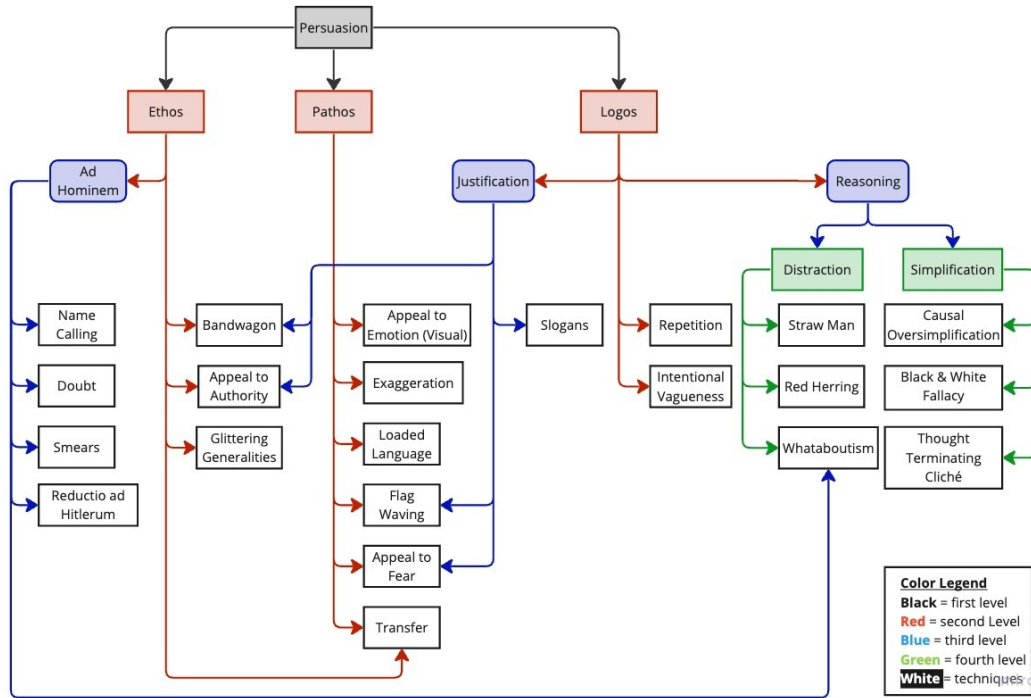 Persuasion
Ethos
Pathos
Logos
Ad
Hominem
Justification
Reasoning
Distraction
Simplification
Name
Calling
Bandwagon
Appeal to
Emotion (Visual)
Slogans
Repetition
Straw Man
Causal
Oversimplification
Doubt
Appeal to
Authority
Exaggeration
Intentional
Vagueness
Red Herring
Black & White
Fallacy
Smears
Glittering
Generalities
Loaded
Language
Whataboutism
Thought
Terminating
Cliché
Reductio ad
Hitlerum
Flag
Waving
Appeal to
Fear
Transfer
Color Legend
Black = first level
Red = second Level
Blue = third level
Green = fourth level
White = techniques